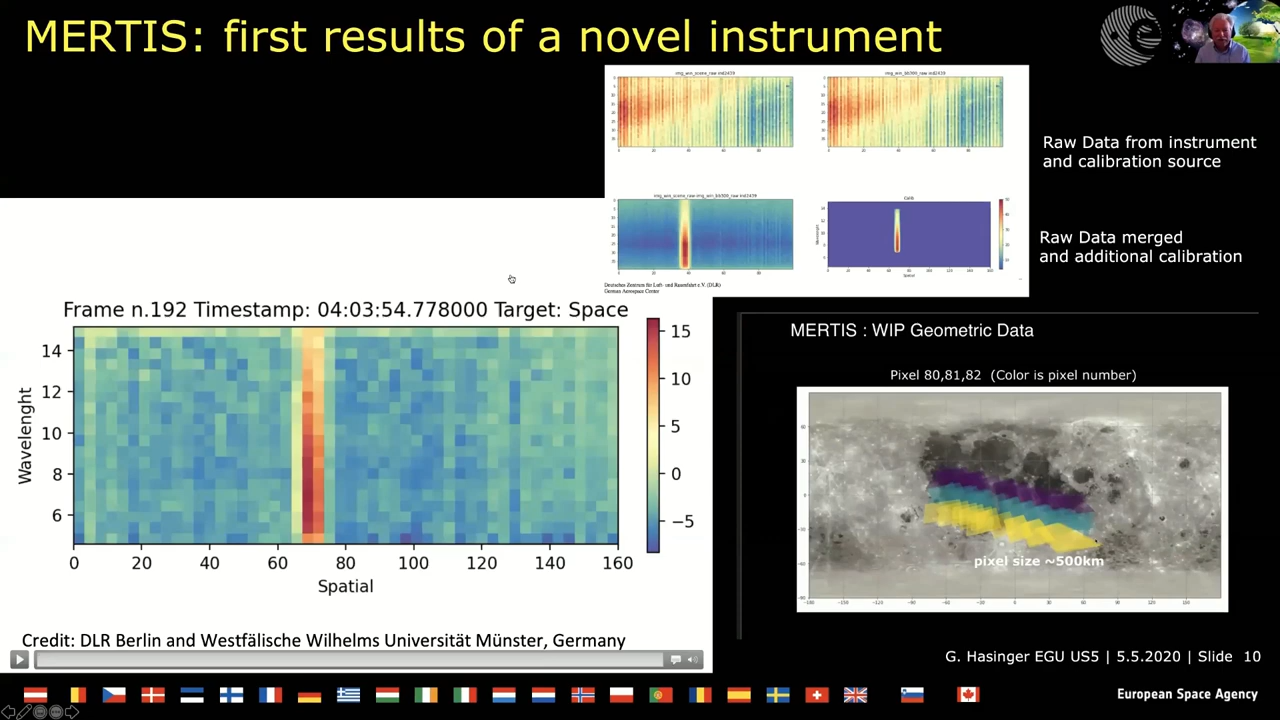 MERTIS: first results of a novel instrument
Raw Data from instrument
and calibration source
Raw Data merged
and additional calibration
Deutsches Zentrum für Luft- und Raumfahrt e.V. (DLR)
German Aerospace Center
Frame n.192 Timestamp: 04:03:54.778000 Target: Space
Wavelenght
14
12
10
8
6
0 20 40 60 80 100 120 140 160
Spatial
15
10
5
0
−5
Credit: DLR Berlin and Westfälische Wilhelms Universität Münster, Germany
MERTIS : WIP Geometric Data
Pixel 80,81,82 (Color is pixel number)
pixel size ~500km
G. Hasinger EGU US5 | 5.5.2020 | Slide 10
European Space Agency